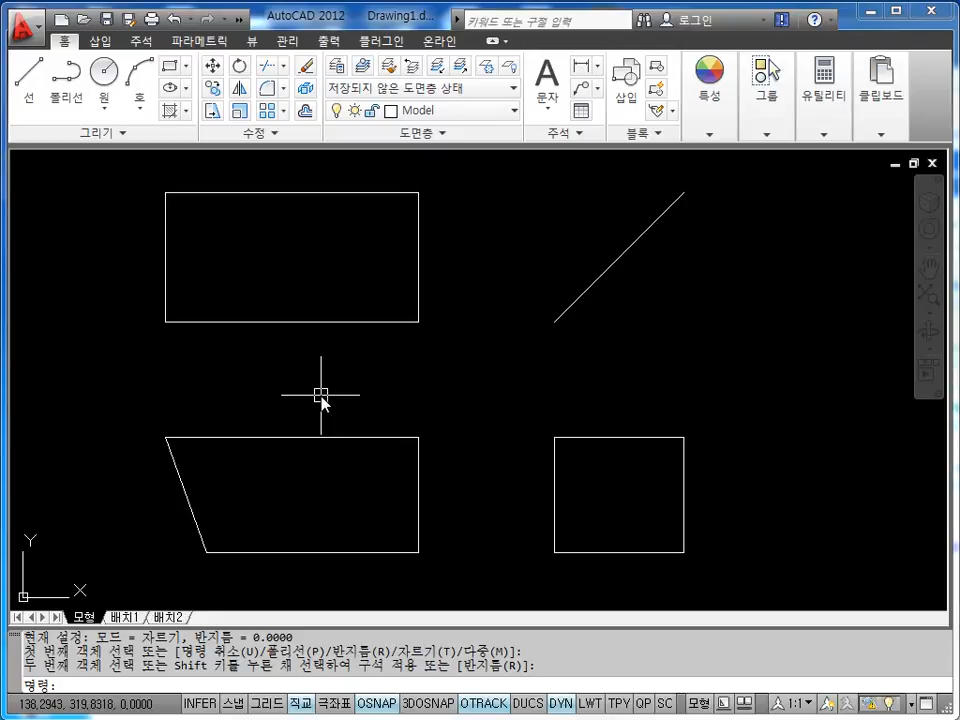 AutoCAD 2012 Drawing1.d... 키워드 또는 구절 입력 로그인
홈 삽입 주석 파라메트릭 뷰 관리 출력 플러그인 온라인
선 폴리선 원 호
저장되지 않은 도면층 상태
Model
A
문자 삽입 특성 그룹 유틸리티 클립보드
그리기 수정 도면층 주석 블록
Y
X
모형 배치1 배치2
현재 설정: 모드 = 자르기, 반지름 = 0.0000
첫 번째 객체 선택 또는 [명령 취소(U)/폴리선(P)/반지름(R)/자르기(T)/다중(M)]:
두 번째 객체 선택 또는 Shift 키를 누른 채 선택하여 구석 적용 또는 [반지름(R)]:
명령:
138.2943, 319.8318, 0.0000 INFER 스냅 그리드 직교 극좌표 OSNAP 3DOSNAP OTRACK DUCS DYN LWT TPY QP SC 모형 1:1